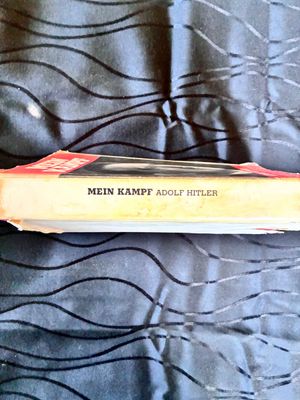 MEIN KAMPF ADOLF HITLER